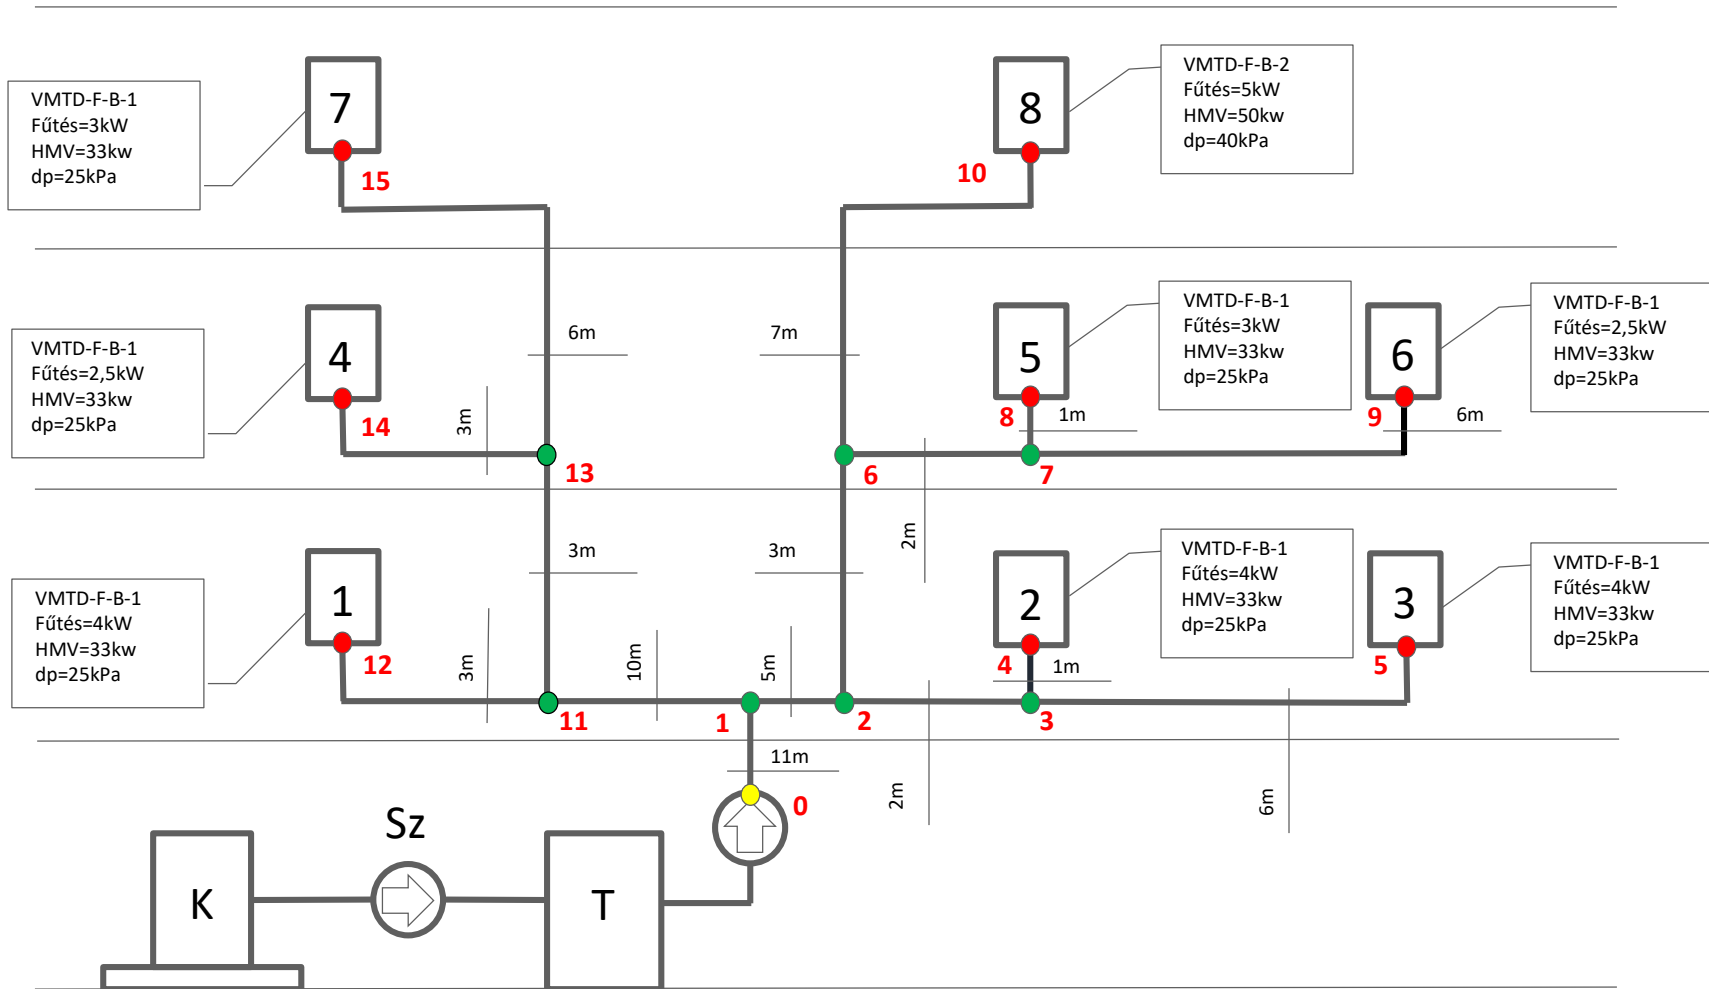 VMTD-F-B-1
Fűtés=3kW
HMV=33kw
dp=25kPa
7
15
8
10
VMTD-F-B-2
Fűtés=5kW
HMV=50kw
dp=40kPa
VMTD-F-B-1
Fűtés=2,5kW
HMV=33kw
dp=25kPa
4
14
3m
6m
13
7m
6
2m
5
8
1m
7
VMTD-F-B-1
Fűtés=3kW
HMV=33kW
dp=25kPa
6
9
6m
VMTD-F-B-1
Fűtés=2,5kW
HMV=33kW
dp=25kPa
VMTD-F-B-1
Fűtés=4kW
HMV=33kw
dp=25kPa
1
12
3m
3m
11
10m
1
5m
3m
2
2m
2
4
1m
3
VMTD-F-B-1
Fűtés=4kW
HMV=33kW
dp=25kPa
3
5
6m
VMTD-F-B-1
Fűtés=4kW
HMV=33kW
dp=25kPa
11m
0
Sz
K
T